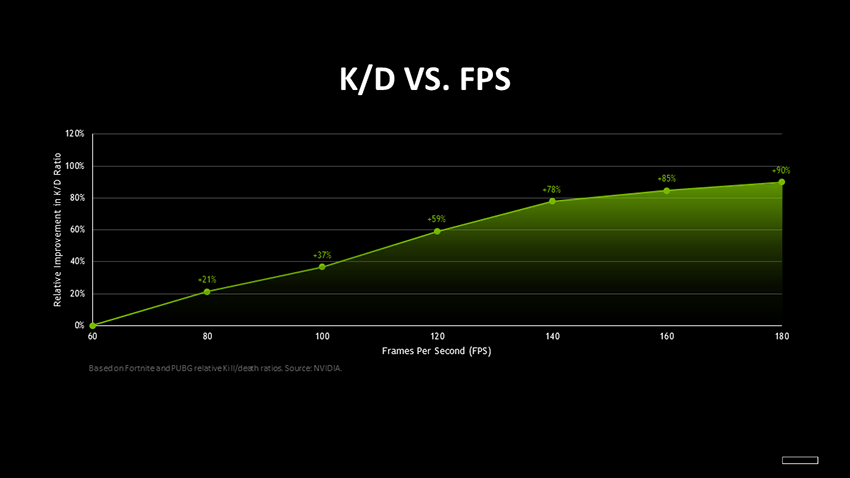 K/D VS. FPS
120%
100%
80%
60%
40%
20%
0%
Relative Improvement in K/D Ratio
+21%
+37%
+59%
+78%
+85%
+90%
60 80 100 120 140 160 180
Frames Per Second (FPS)
Based on Fortnite and PUBG relative Kill/death ratios. Source: NVIDIA.